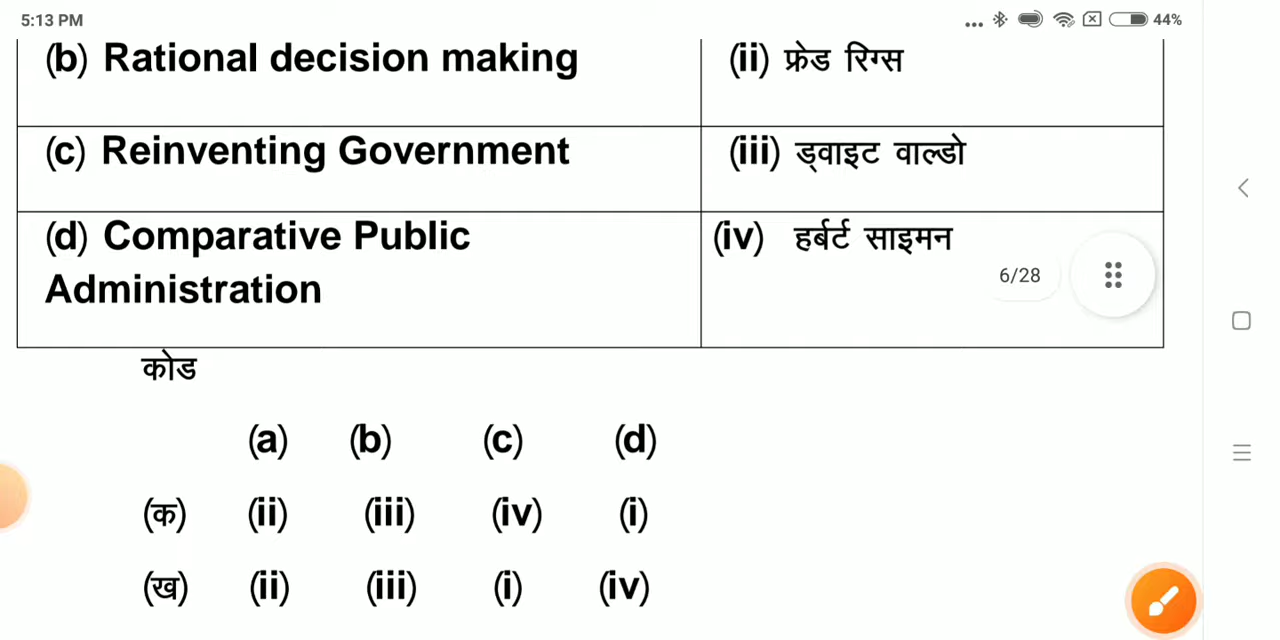 5:13 PM 44%
(b) Rational decision making (ii) फ्रेड रिग्स
(c) Reinventing Government (iii) ड्वाइट वाल्डो
(d) Comparative Public (iv) हर्बर्ट साइमन
Administration
6/28
कोड
(a) (b) (c) (d)
(क) (ii) (iii) (iv) (i)
(ख) (ii) (iii) (i) (iv)